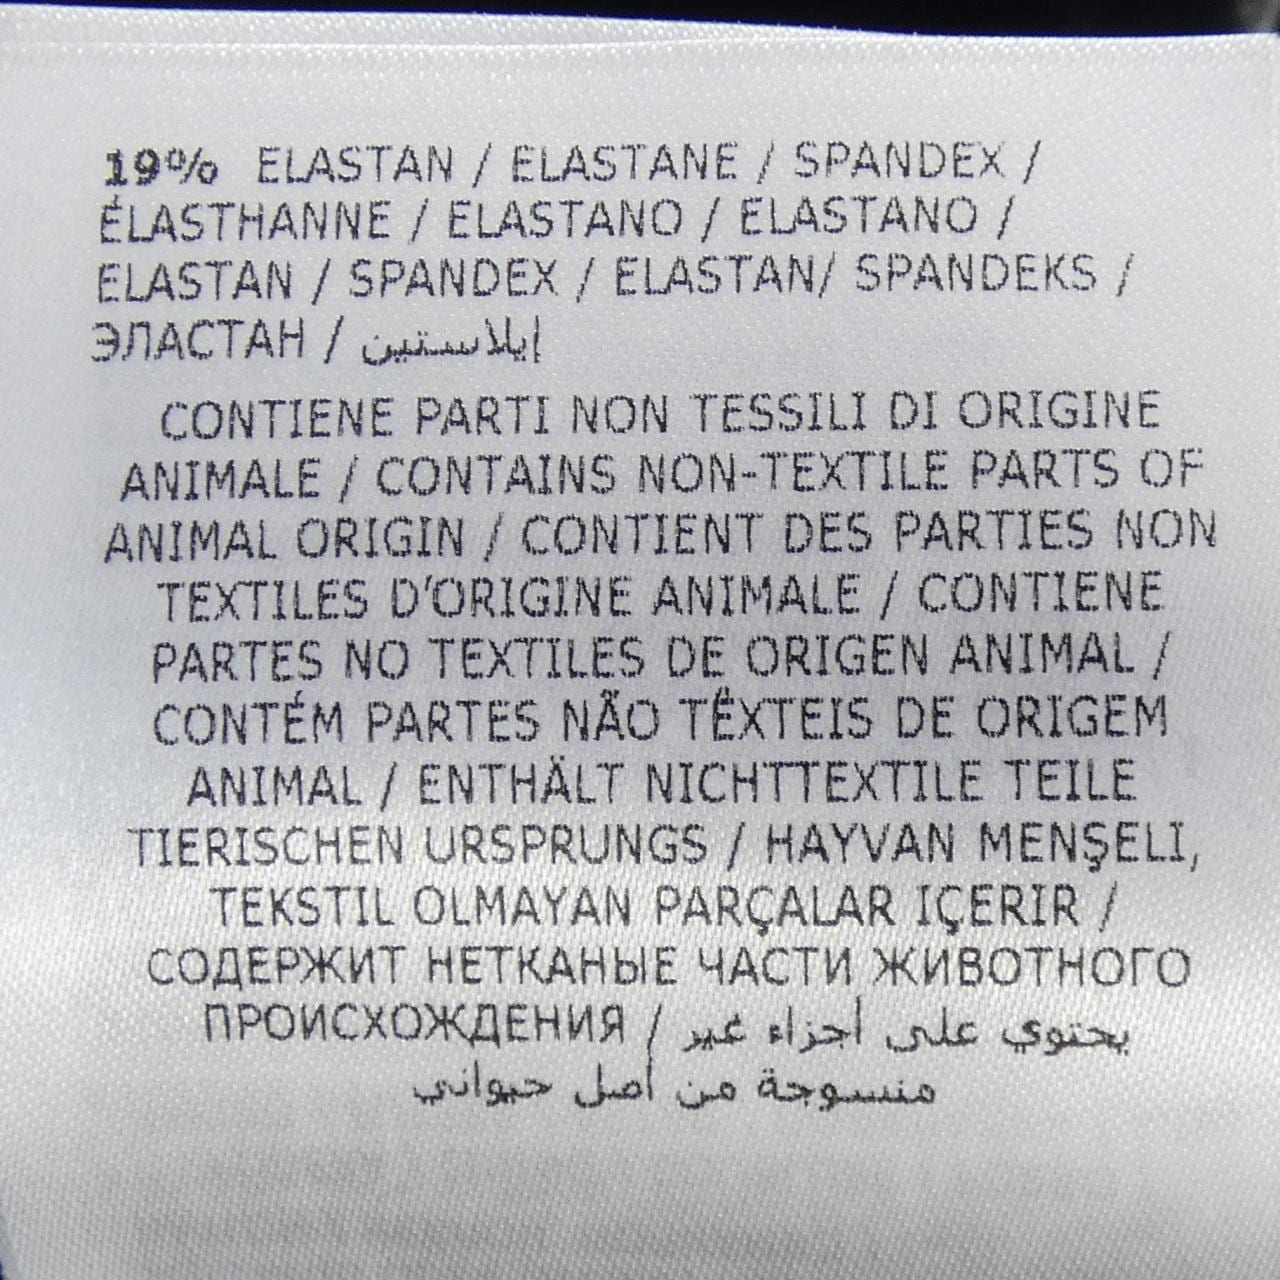 19% ELASTAN / ELASTANE / SPANDEX /
ÉLASTHANNE / ELASTANO / ELASTANO /
ELASTAN / SPANDEX / ELASTAN/ SPANDEKS /
ЭЛАСТАН / إيلاستين
CONTIENE PARTI NON TESSILI DI ORIGINE
ANIMALE / CONTAINS NON-TEXTILE PARTS OF
ANIMAL ORIGIN / CONTIENT DES PARTIES NON
TEXTILES D'ORIGINE ANIMALE / CONTIENE
PARTES NO TEXTILES DE ORIGEN ANIMAL /
CONTÉM PARTES NÃO TÊXTEIS DE ORIGEM
ANIMAL / ENTHÄLT NICHTTEXTILE TEILE
TIERISCHEN URSPRUNGS / HAYVAN MENŞELI,
TEKSTIL OLMAYAN PARÇALAR IÇERIR /
СОДЕРЖИТ НЕТКАНЫЕ ЧАСТИ ЖИВОТНОГО
ПРОИСХОЖДЕНИЯ / يحتوي على أجزاء غير
منسوجة من أصل حيواني